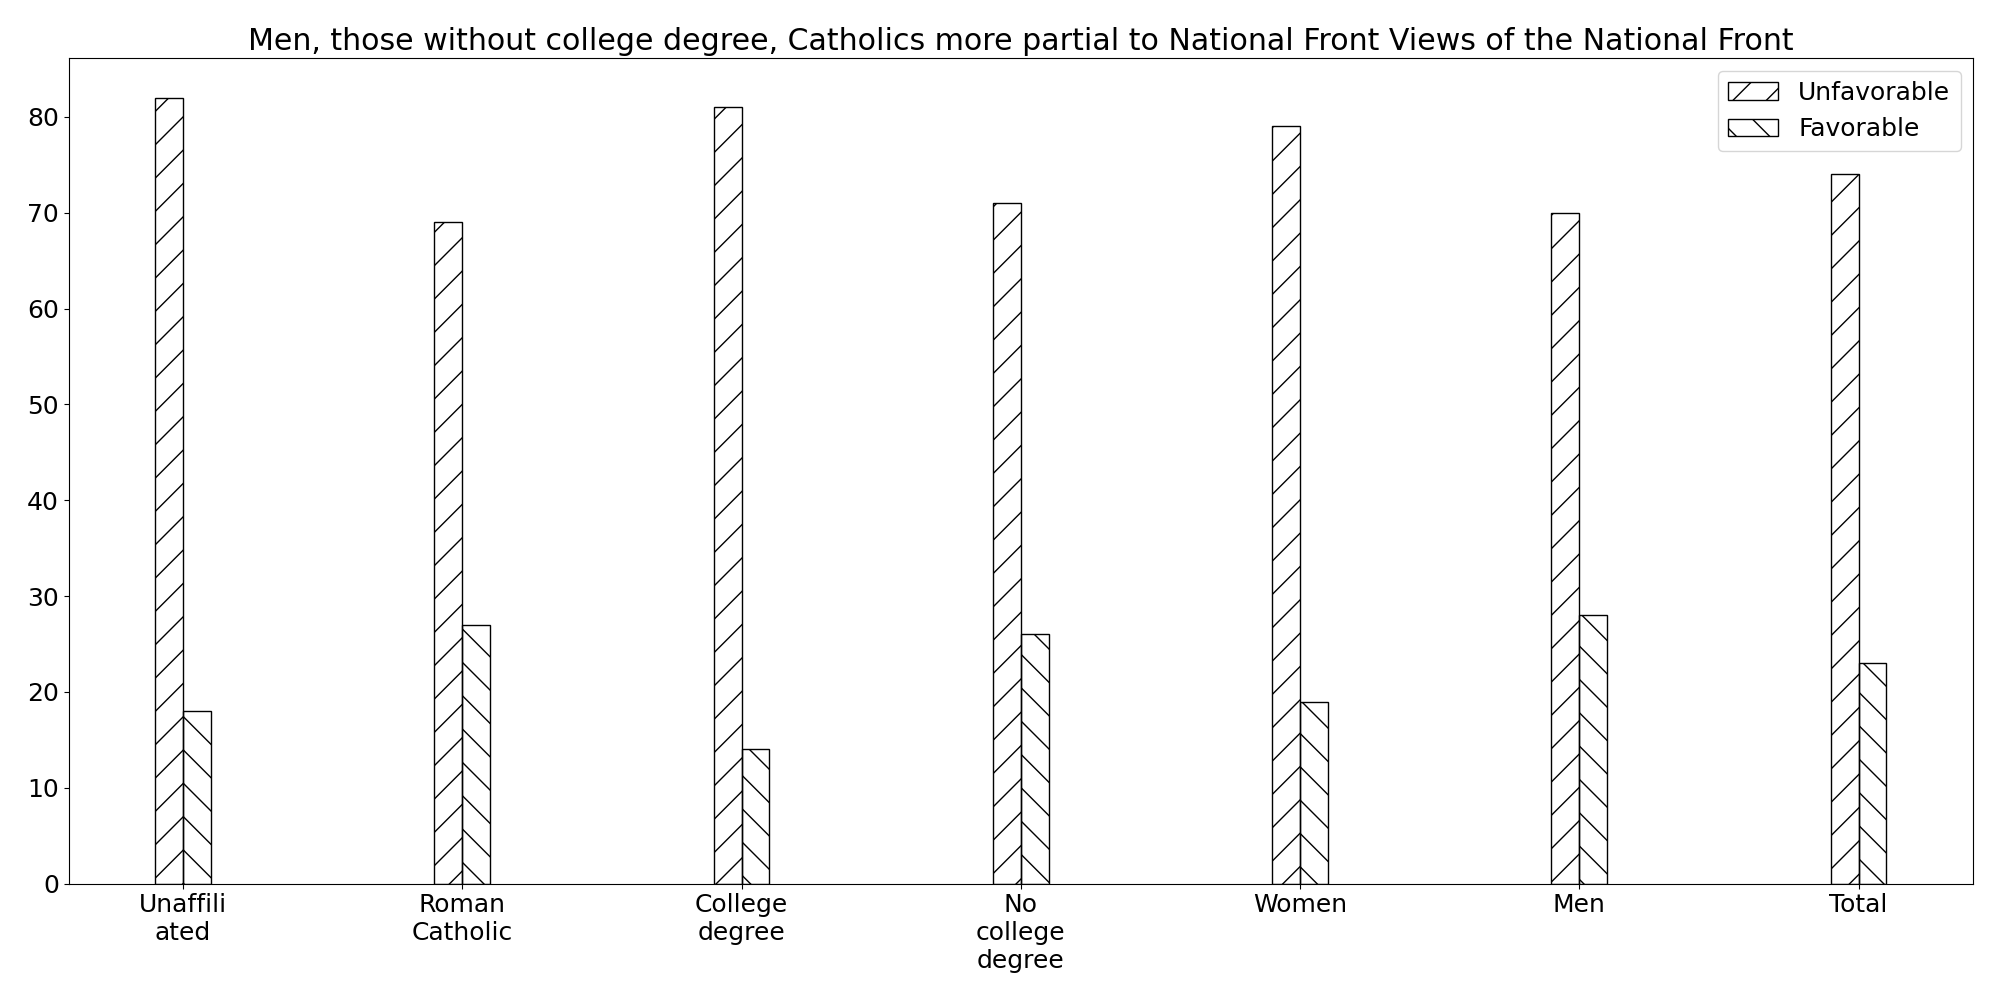 Men, those without college degree, Catholics more partial to National Front Views of the National Front
Unfavorable
Favorable
80
70
60
50
40
30
20
10
0
Unaffili
ated
Roman
Catholic
College
degree
No
college
degree
Women
Men
Total